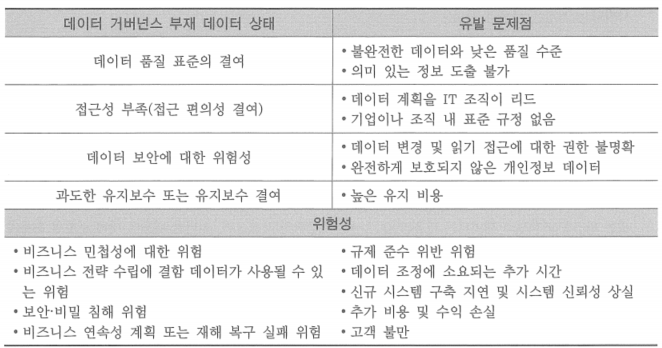 데이터 거버넌스 부재 데이터 상태
유발 문제점
데이터 품질 표준의 결여
• 불완전한 데이터와 낮은 품질 수준
• 의미 있는 정보 도출 불가
접근성 부족(접근 편의성 결여)
• 데이터 계획을 IT 조직이 리드
• 기업이나 조직 내 표준 규정 없음
데이터 보안에 대한 위험성
• 데이터 변경 및 읽기 접근에 대한 권한 불명확
• 완전하게 보호되지 않은 개인정보 데이터
과도한 유지보수 또는 유지보수 결여
• 높은 유지 비용
위험성
• 비즈니스 민첩성에 대한 위험
• 비즈니스 전략 수립에 결함 데이터가 사용될 수 있
는 위험
• 보안·비밀 침해 위험
• 비즈니스 연속성 계획 또는 재해 복구 실패 위험
• 규제 준수 위반 위험
• 데이터 조정에 소요되는 추가 시간
• 신규 시스템 구축 지연 및 시스템 신뢰성 상실
• 추가 비용 및 수익 손실
• 고객 불만